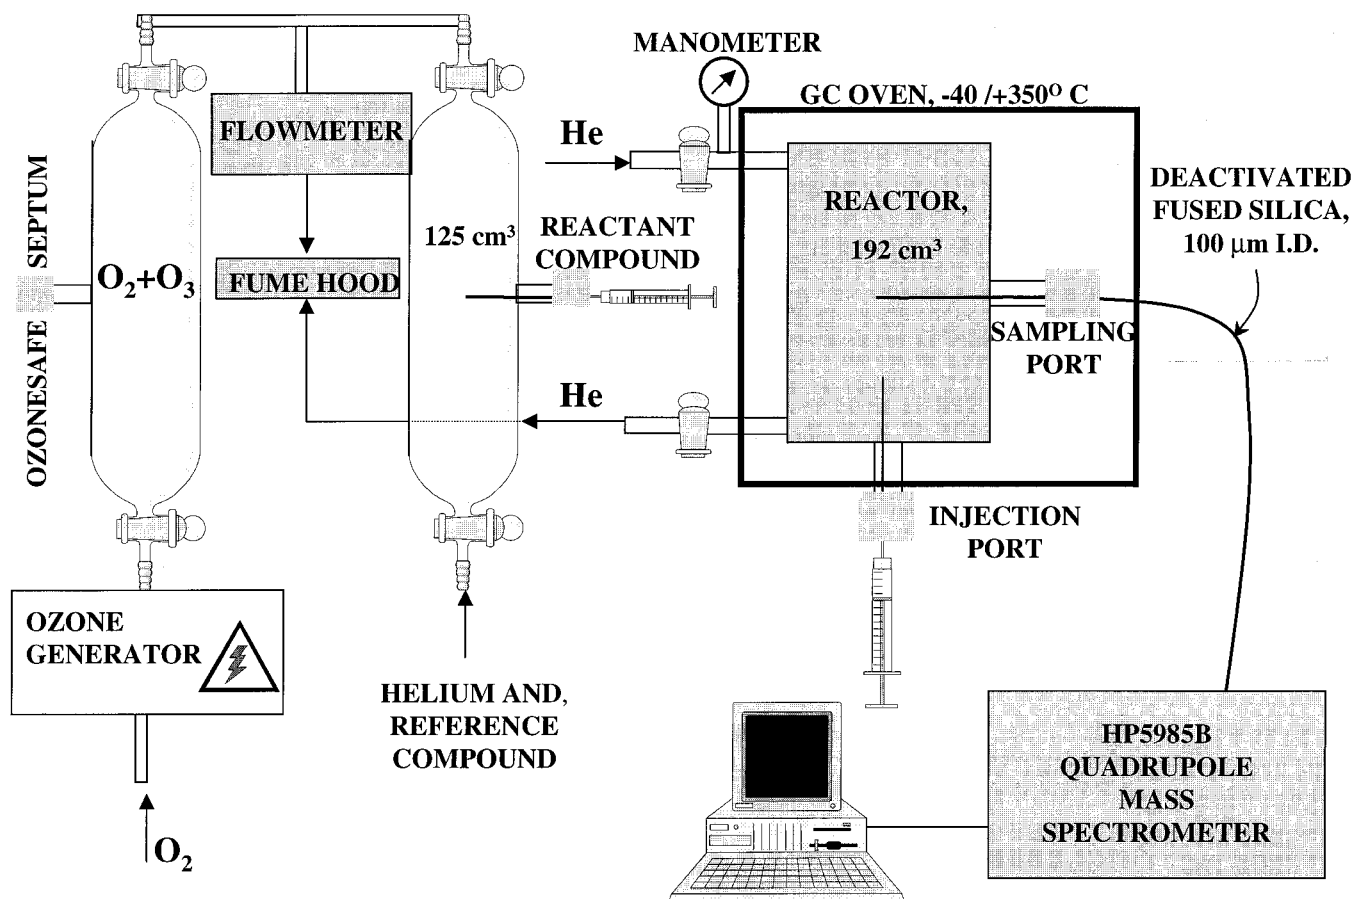 MANOMETER
GC OVEN, -40 /+350⁰ C
FLOWMETER
He
REACTOR,
192 cm³
DEACTIVATED
FUSED SILICA,
100 μm I.D.
OZONESAFE SEPTUM
O₂+O₃
FUME HOOD
125 cm³
REACTANT
COMPOUND
SAMPLING
PORT
He
INJECTION
PORT
OZONE
GENERATOR
HELIUM AND,
REFERENCE
COMPOUND
O₂
HP5985B
QUADRUPOLE
MASS
SPECTROMETER